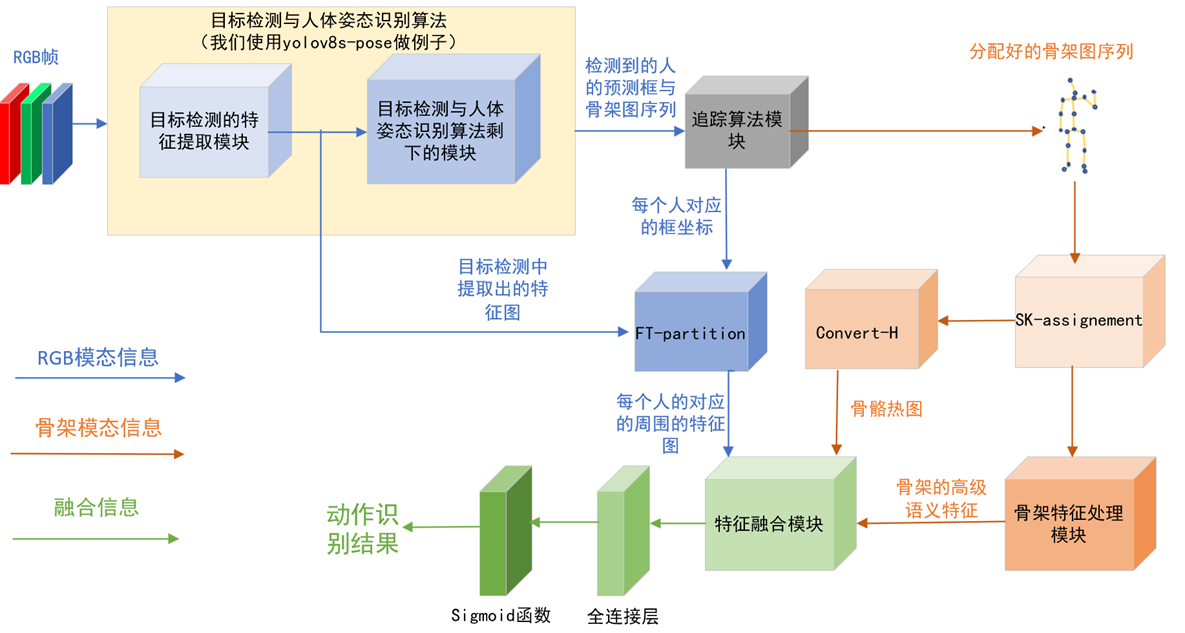 目标检测与人体姿态识别算法
（我们使用yolov8s-pose做例子）
RGB帧
目标检测的特
征提取模块
目标检测与人体
姿态识别算法剩
下的模块
检测到的人
的预测框与
骨架图序列
追踪算法模
块
分配好的骨架图序列
每个人对应
的框坐标
目标检测中
提取出的特
征图
FT-partition
Convert-H
SK-assignement
RGB模态信息
每个人的对应
的周围的特征
图
骨骼热图
骨架模态信息
骨架的高级
语义特征
融合信息
动作识
别结果
特征融合模块
骨架特征处理
模块
Sigmoid函数
全连接层